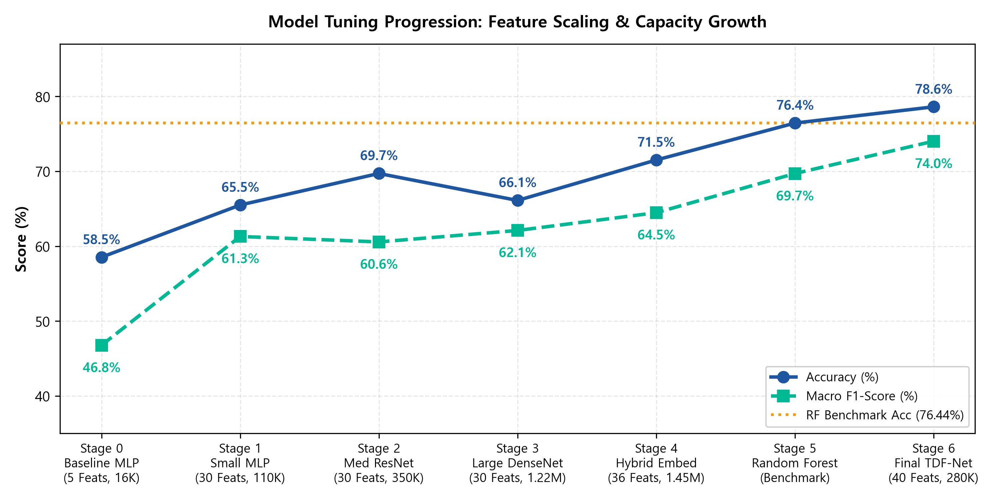 Model Tuning Progression: Feature Scaling & Capacity Growth
Score (%)
80
70
60
50
40
58.5%
65.5%
69.7%
66.1%
71.5%
76.4%
78.6%
46.8%
61.3%
60.6%
62.1%
64.5%
69.7%
74.0%
Accuracy (%)
Macro F1-Score (%)
RF Benchmark Acc (76.44%)
Stage 0
Baseline MLP
(5 Feats, 16K)
Stage 1
Small MLP
(30 Feats, 110K)
Stage 2
Med ResNet
(30 Feats, 350K)
Stage 3
Large DenseNet
(30 Feats, 1.22M)
Stage 4
Hybrid Embed
(36 Feats, 1.45M)
Stage 5
Random Forest
(Benchmark)
Stage 6
Final TDF-Net
(40 Feats, 280K)